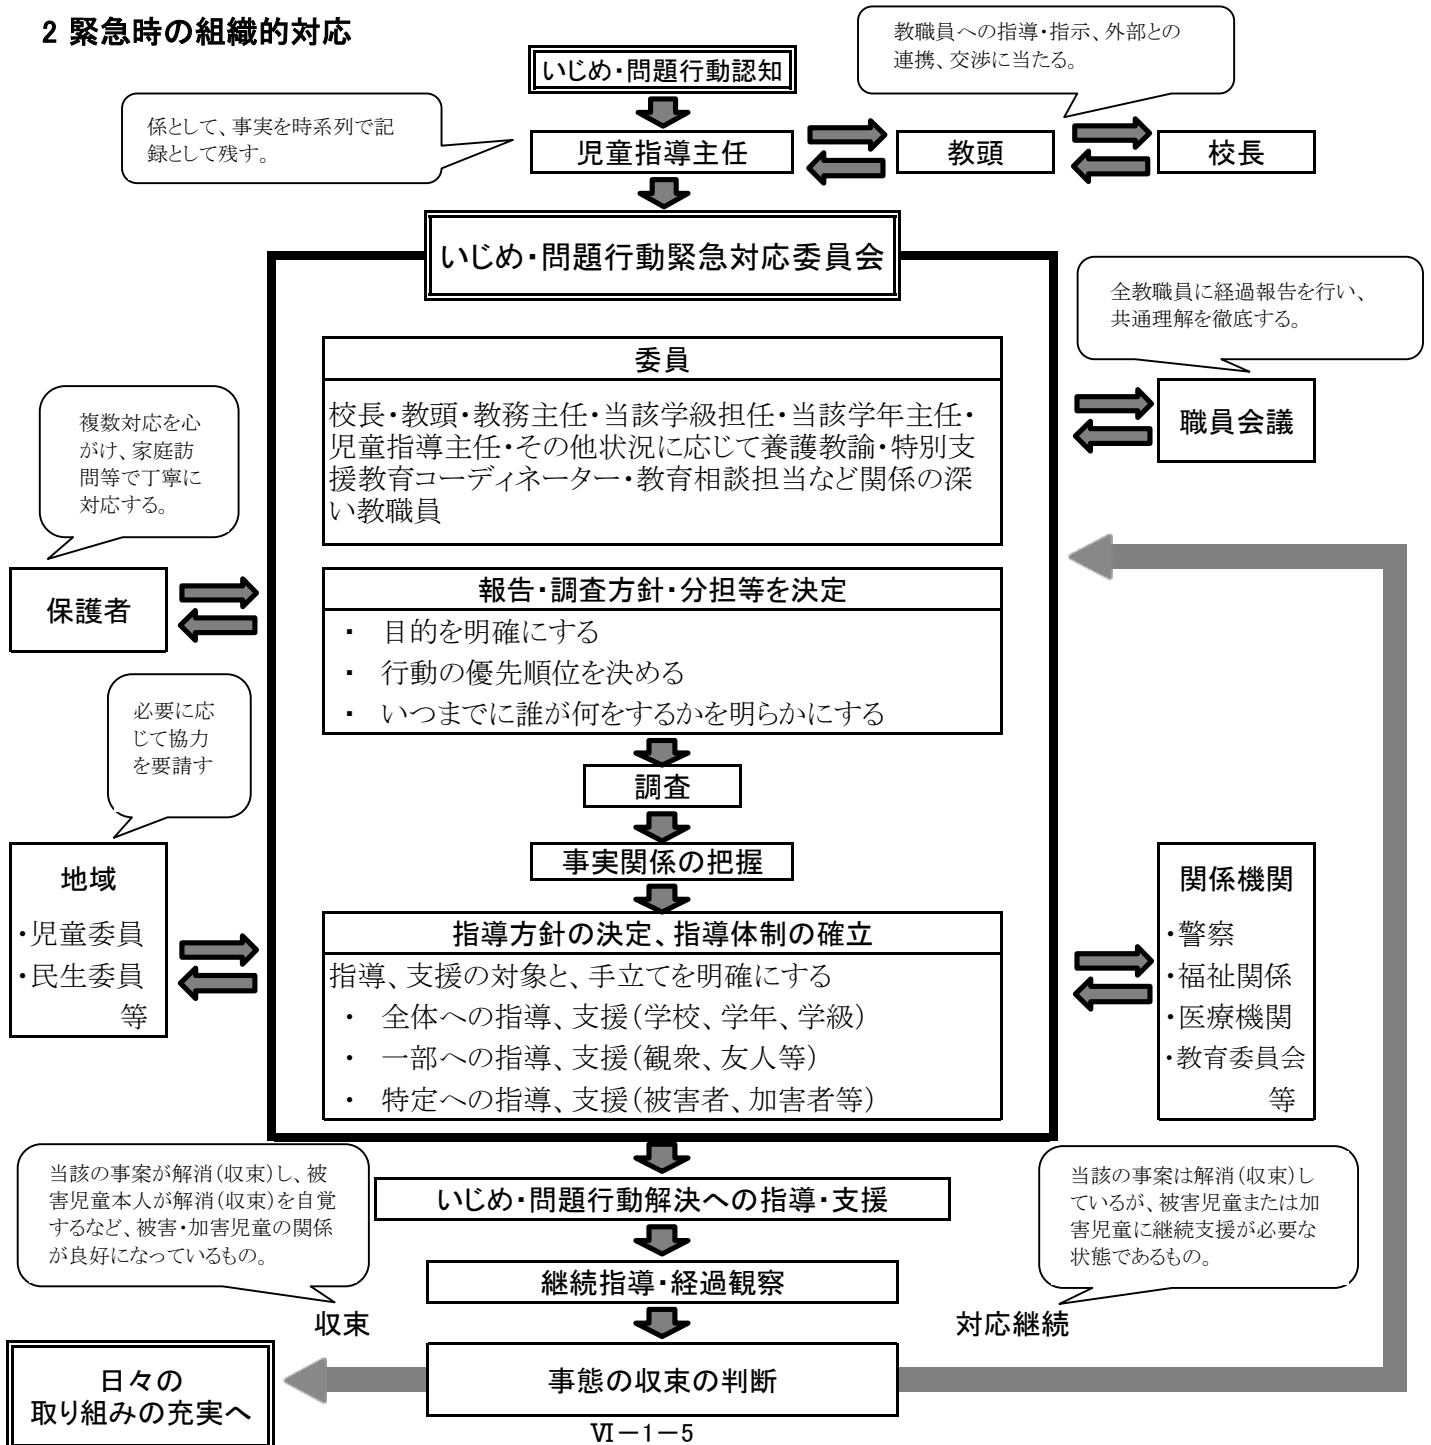 2 緊急時の組織的対応
教職員への指導・指示、外部との
連携、交渉に当たる。
いじめ・問題行動認知
係として、事実を時系列で記
録として残す。
児童指導主任
教頭
校長
いじめ・問題行動緊急対応委員会
全教職員に経過報告を行い、
共通理解を徹底する。
委員
校長・教頭・教務主任・当該学級担任・当該学年主任・
児童指導主任・その他状況に応じて養護教諭・特別支
援教育コーディネーター・教育相談担当など関係の深
い教職員
職員会議
複数対応を心
がけ、家庭訪
問等で丁寧に
対応する。
保護者
報告・調査方針・分担等を決定
・ 目的を明確にする
・ 行動の優先順位を決める
・ いつまでに誰が何をするかを明らかにする
必要に応
じて協力
を要請す
調査
事実関係の把握
地域
・児童委員
・民生委員
等
指導方針の決定、指導体制の確立
指導、支援の対象と、手立てを明確にする
・ 全体への指導、支援(学校、学年、学級)
・ 一部への指導、支援(観衆、友人等)
・ 特定への指導、支援(被害者、加害者等)
関係機関
・警察
・福祉関係
・医療機関
・教育委員会
等
当該の事案が解消(収束)し、被
害児童本人が解消(収束)を自覚
するなど、被害・加害児童の関係
が良好になっているもの。
いじめ・問題行動解決への指導・支援
当該の事案は解消(収束)し
ているが、被害児童または加
害児童に継続支援が必要な
状態であるもの。
継続指導・経過観察
収束
対応継続
日々の
取り組みの充実へ
事態の収束の判断
Ⅵ-1-5